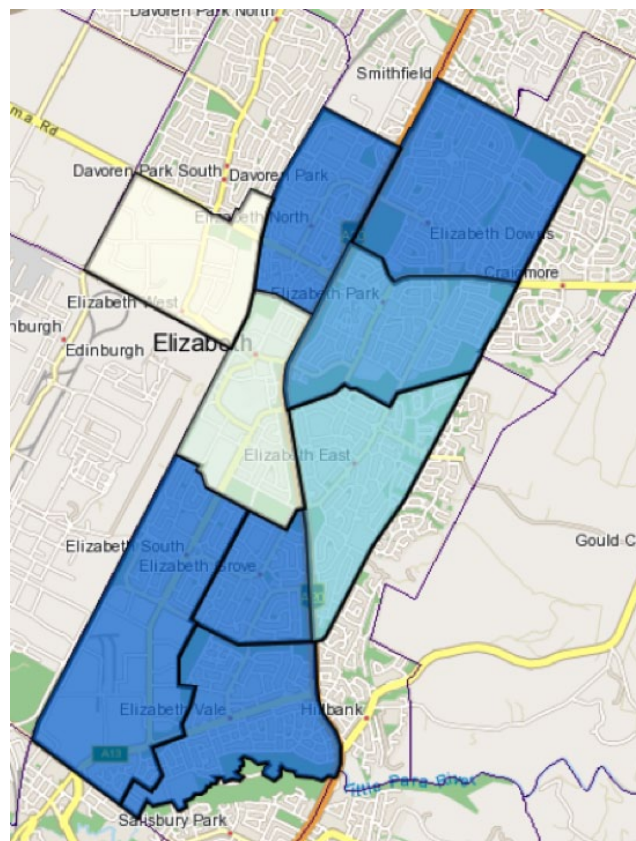 Davoren Park North
Smithfield
m.a. Rd
Davoren Park South
Davoren Park
Elizabeth North
Elizabeth Downs
Craigmore
Elizabeth Park
Elizabeth West
nburgh
Edinburgh
Elizabeth
Elizabeth East
Elizabeth South
Elizabeth Grove
Gould C
Elizabeth Vale
Hillbank
A13
Little Para River
Salisbury Park